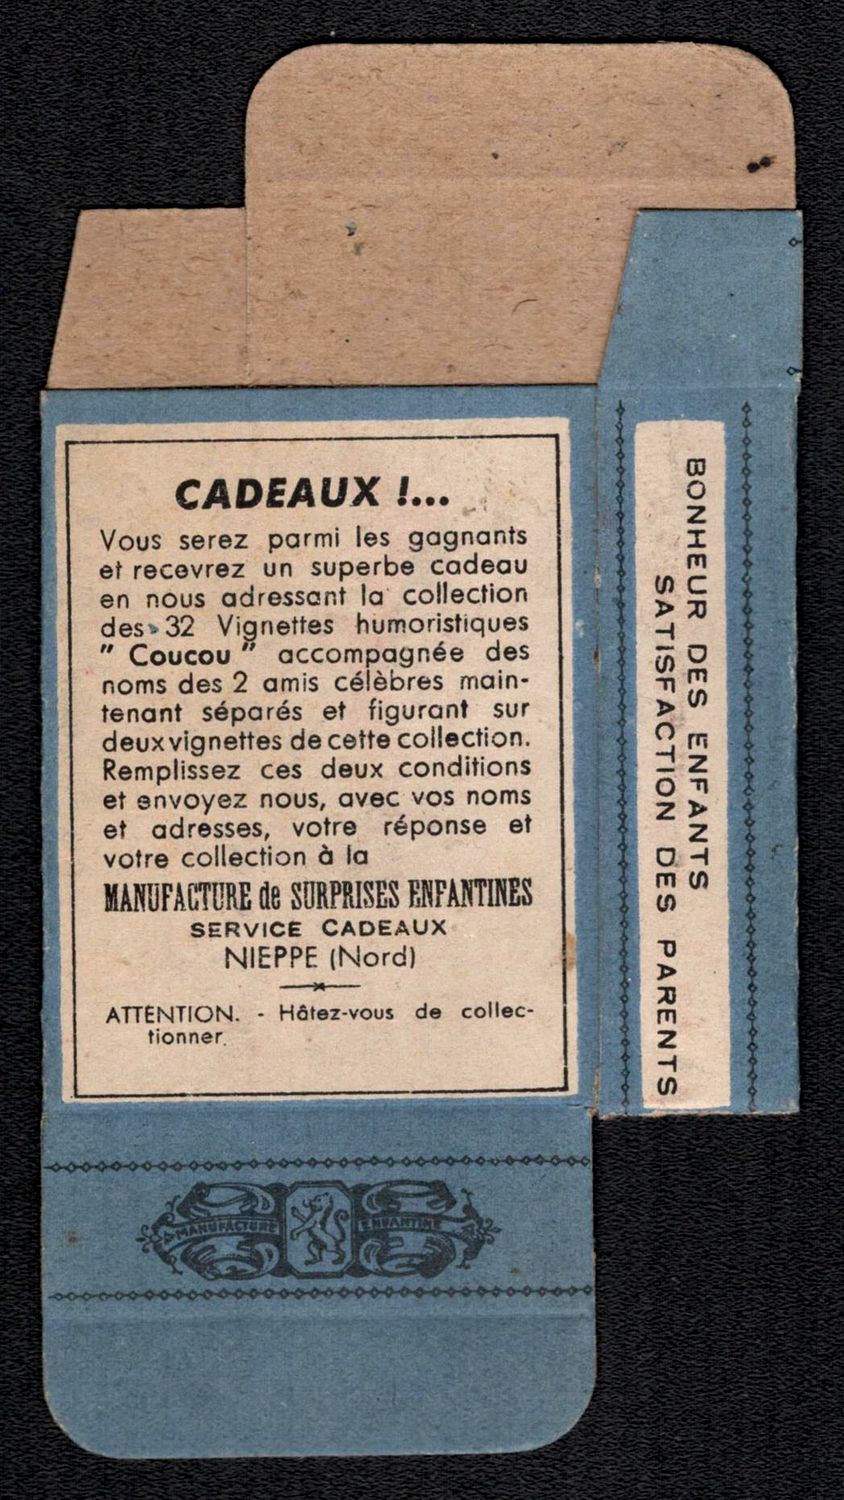 CADEAUX !...
Vous serez parmi les gagnants
et recevrez un superbe cadeau
en nous adressant la collection
des 32 Vignettes humoristiques
" Coucou " accompagnée des
noms des 2 amis célèbres main-
tenant séparés et figurant sur
deux vignettes de cette collection.
Remplissez ces deux conditions
et envoyez nous, avec vos noms
et adresses, votre réponse et
votre collection à la
MANUFACTURE de SURPRISES ENFANTINES
SERVICE CADEAUX
NIEPPE (Nord)
ATTENTION. - Hâtez-vous de collec-
tionner.
BONHEUR DES ENFANTS
SATISFACTION DES PARENTS
MANUFACTURE ENFANTINE